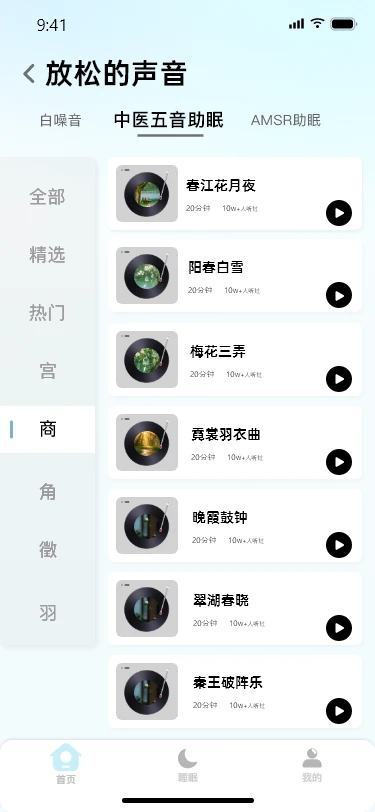 9:41
放松的声音
白噪音 中医五音助眠 AMSR助眠
全部
精选
热门
宫
商
角
徵
羽
春江花月夜
20分钟 10w+人听过
阳春白雪
20分钟 10w+人听过
梅花三弄
20分钟 10w+人听过
霓裳羽衣曲
20分钟 10w+人听过
晚霞鼓钟
20分钟 10w+人听过
翠湖春晓
20分钟 10w+人听过
秦王破阵乐
20分钟 10w+人听过
首页 睡眠 我的